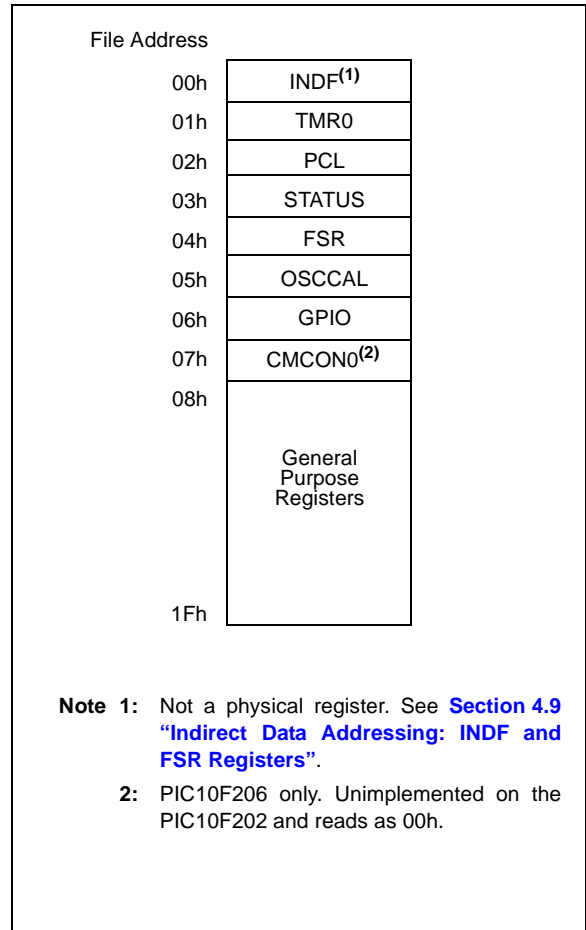 File Address
00h INDF(1)
01h TMR0
02h PCL
03h STATUS
04h FSR
05h OSCCAL
06h GPIO
07h CMCON0(2)
08h
General
Purpose
Registers
1Fh
Note 1: Not a physical register. See Section 4.9
“Indirect Data Addressing: INDF and
FSR Registers”.
2: PIC10F206 only. Unimplemented on the
PIC10F202 and reads as 00h.